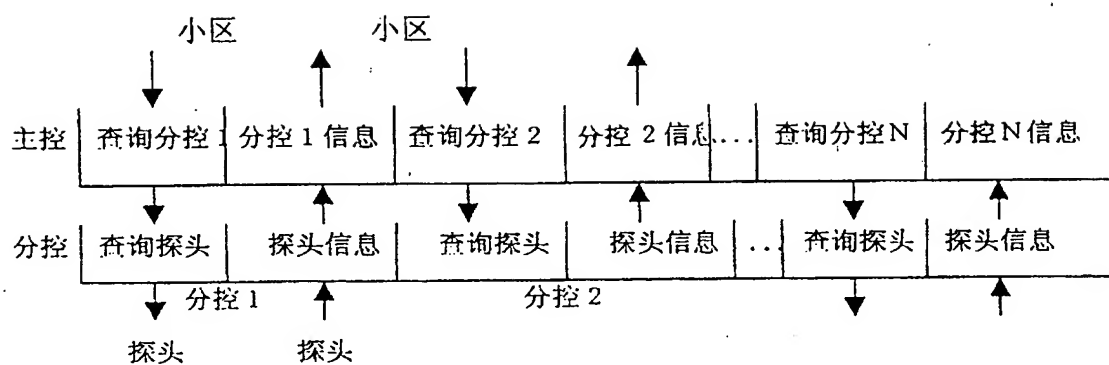 小区 小区
主控 查询分控1 分控1信息 查询分控2 分控2信息 .... 查询分控N 分控N信息
分控 查询探头 探头信息 查询探头 探头信息 ... 查询探头 探头信息
分控1 分控2
探头 探头